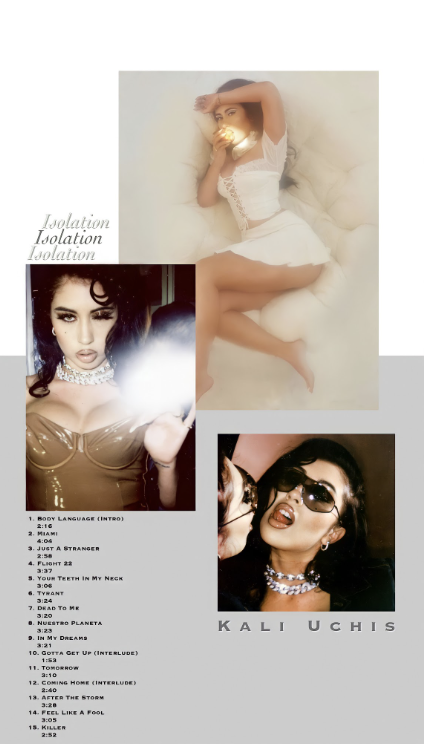 Isolation
Isolation
Isolation
1. Body Language (Intro)
2:16
2. Miami
4:04
3. Just A Stranger
2:58
4. Flight 22
3:37
5. Your Teeth In My Neck
3:06
6. Tyrant
3:24
7. Dead To Me
3:20
8. Nuestro Planeta
3:23
9. In My Dreams
3:21
10. Gotta Get Up (Interlude)
1:53
11. Tomorrow
3:10
12. Coming Home (Interlude)
2:40
13. After The Storm
3:28
14. Feel Like A Fool
3:05
15. Killer
2:52
Kali Uchis